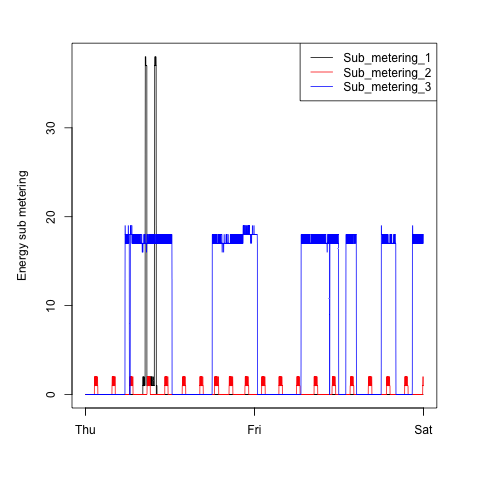 Sub_metering_1
Sub_metering_2
Sub_metering_3
Energy sub metering
30
20
10
0
Thu Fri Sat